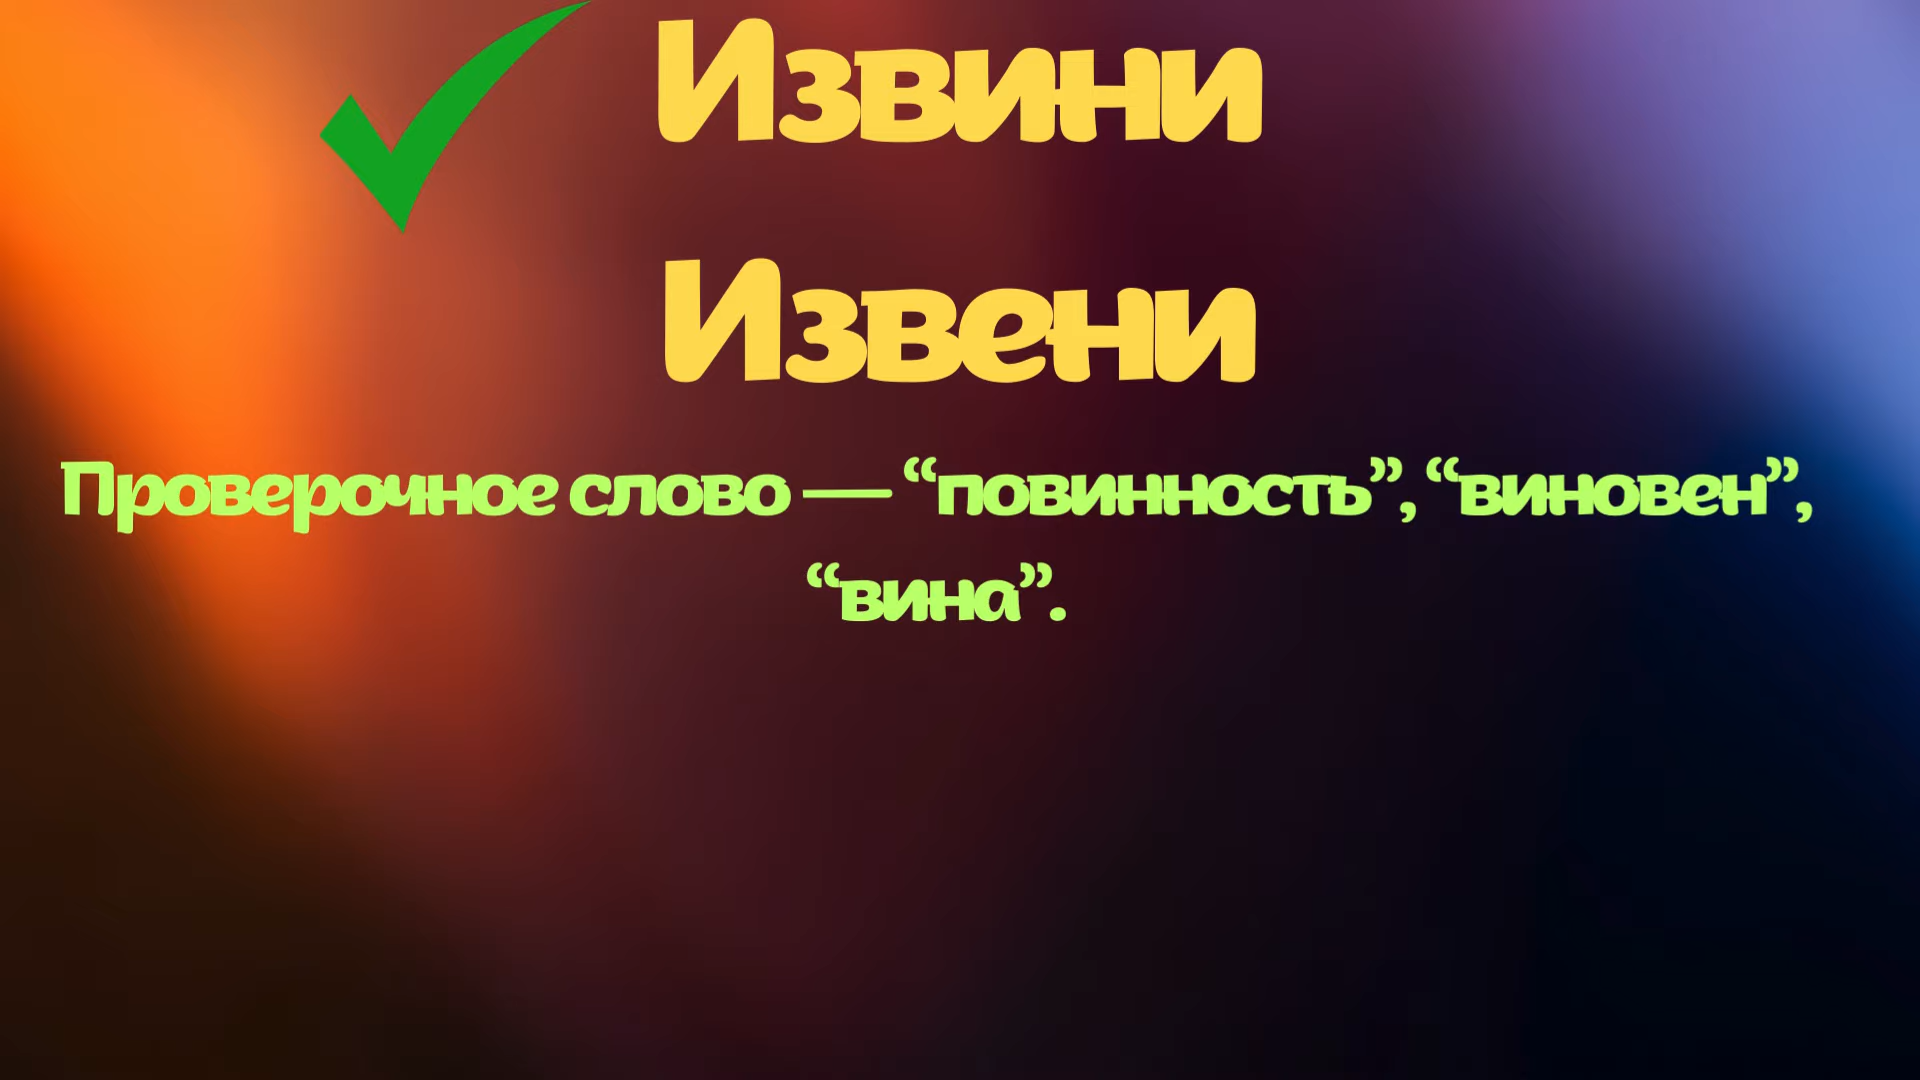 Извини
Извени
Проверочное слово — “повинность”, “виновен”,
“вина”.